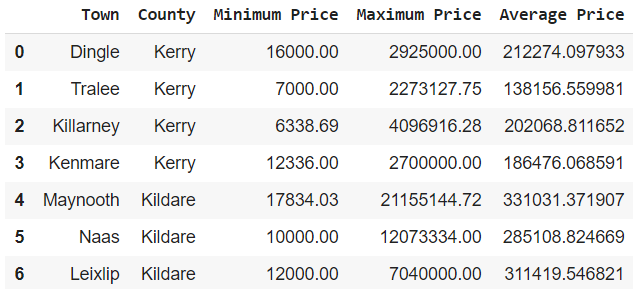 Town County Minimum Price Maximum Price Average Price
0 Dingle Kerry 16000.00 2925000.00 212274.097933
1 Tralee Kerry 7000.00 2273127.75 138156.559981
2 Killarney Kerry 6338.69 4096916.28 202068.811652
3 Kenmare Kerry 12336.00 2700000.00 186476.068591
4 Maynooth Kildare 17834.03 21155144.72 331031.371907
5 Naas Kildare 10000.00 12073334.00 285108.824669
6 Leixlip Kildare 12000.00 7040000.00 311419.546821